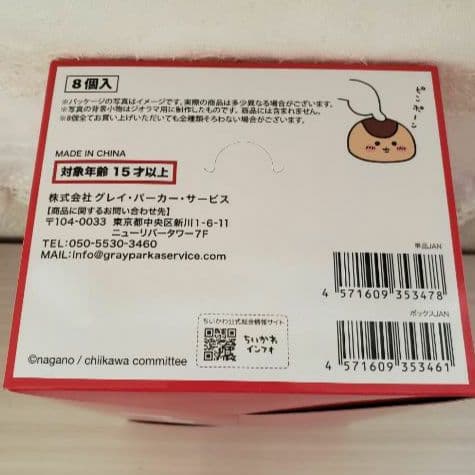 8個入
※パッケージの写真はイメージです。実際の商品は多少異なる場合がございます。
※写真の背景小物はジオラマ用に制作したもので、商品には含まれません。
※8個全てお買い上げいただいても全種類そろわない場合がございます。
ピンポーン
MADE IN CHINA
対象年齢 15才以上
株式会社 グレイ・パーカー・サービス
【商品に関するお問い合わせ先】
〒104-0033 東京都中央区新川1-6-11
ニューリバータワー7F
TEL:050-5530-3460
MAIL:info@grayparkaservice.com
単品JAN
4 571609 353478
ボックスJAN
4 571609 353461
ちいかわ公式総合情報サイト
ちいかわ
インフォ
©nagano / chiikawa committee